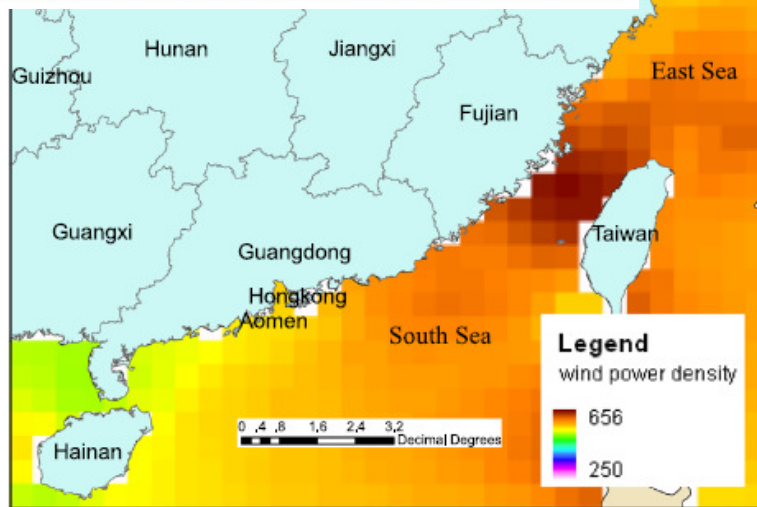 Hunan
Jiangxi
East Sea
Guizhou
Fujian
Guangxi
Guangdong
Taiwan
Hongkong
Aomen
South Sea
Legend
wind power density
656
250
0 .4 .8 1,6 2,4 3,2
Decimal Degrees
Hainan